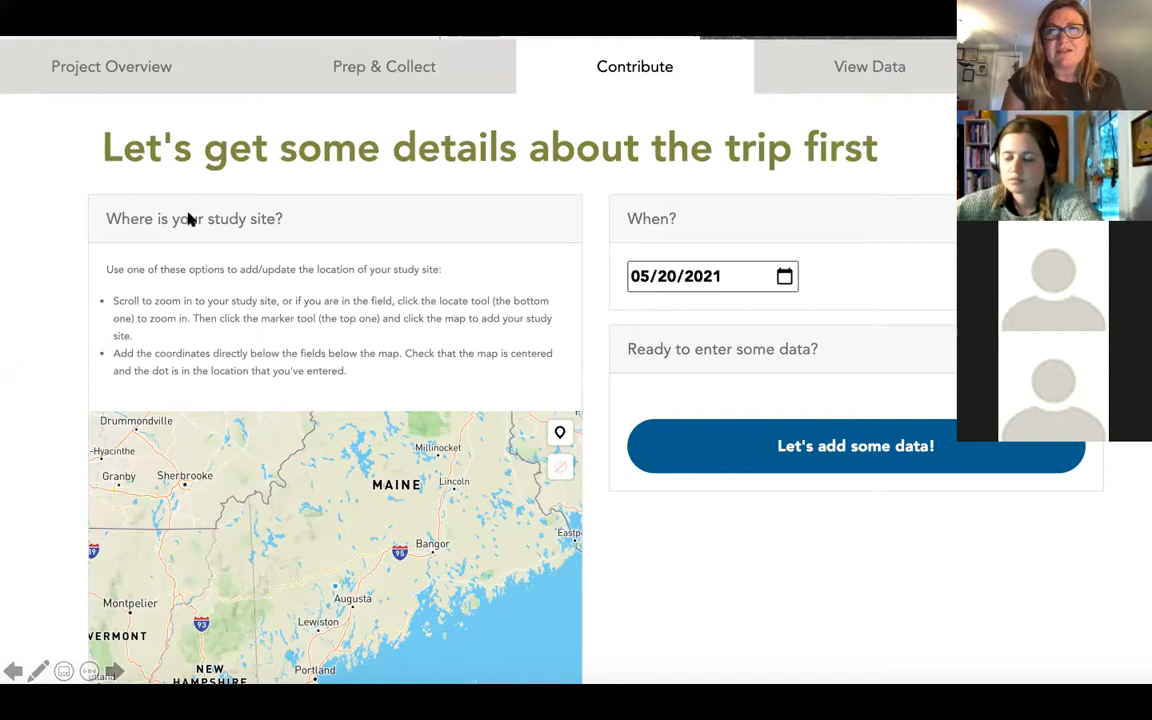 Project Overview
Prep & Collect
Contribute
View Data
Let's get some details about the trip first
Where is your study site?
Use one of these options to add/update the location of your study site:
Scroll to zoom in to your study site, or if you are in the field, click the locate tool (the bottom
one) to zoom in. Then click the marker tool (the top one) and click the map to add your study
site.
Add the coordinates directly below the fields below the map. Check that the map is centered
and the dot is in the location that you've entered.
When?
05/20/2021
Ready to enter some data?
Let's add some data!
Drummondville
-Hyacinthe
Granby
Sherbrooke
Millinocket
MAINE
Lincoln
Eastp
89
95
Bangor
Augusta
Montpelier
93
Lewiston
VERMONT
NEW
HAMPSHIRE
Portland